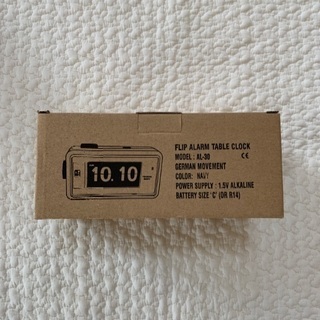 10.10
FLIP ALARM TABLE CLOCK
MODEL: AL-30
CE
GERMAN MOVEMENT
COLOR: NAVY
POWER SUPPLY: 1.5V ALKALINE
BATTERY SIZE 'C' (OR R14)